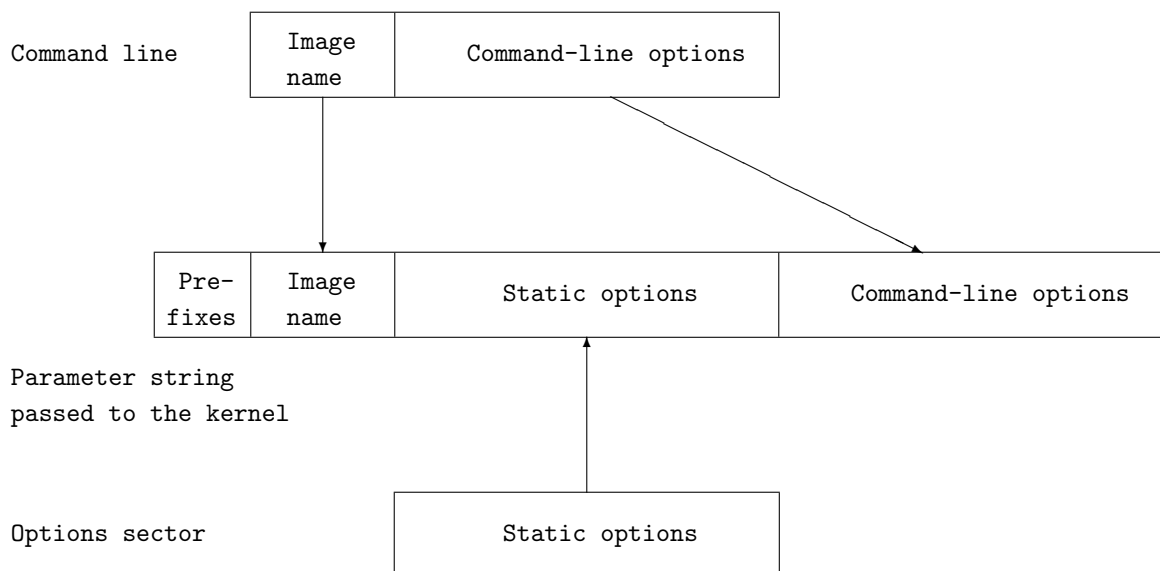 Command line
Image
name
Command-line options
Pre-
fixes
Image
name
Static options
Command-line options
Parameter string
passed to the kernel
Options sector
Static options